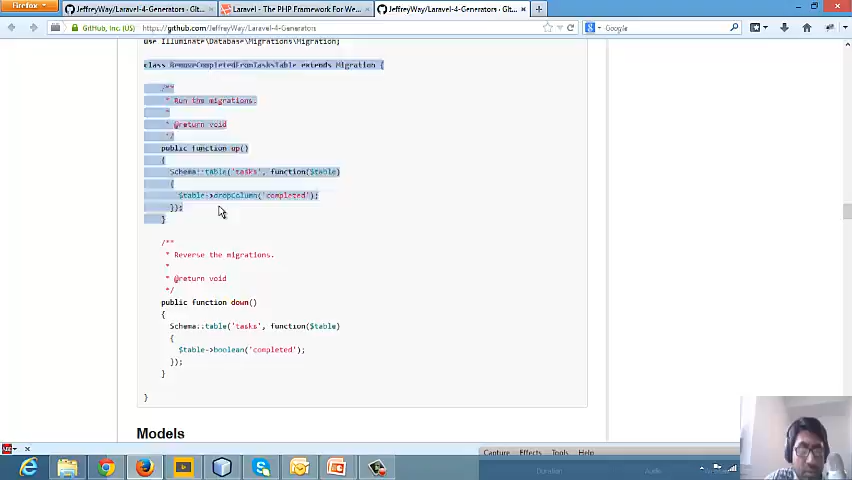 Firefox
JeffreyWay/Laravel-4-Generators · Git...
Laravel - The PHP Framework For We...
JeffreyWay/Laravel-4-Generators · Git...
GitHub, Inc. (US)
https://github.com/JeffreyWay/Laravel-4-Generators
Google
use Illuminate\Database\Migrations\Migration;
class RemoveCompletedFromTasksTable extends Migration {
/**
* Run the migrations.
*
* @return void
*/
public function up()
{
Schema::table('tasks', function($table)
{
$table->dropColumn('completed');
});
}
/**
* Reverse the migrations.
*
* @return void
*/
public function down()
{
Schema::table('tasks', function($table)
{
$table->boolean('completed');
});
}
}
Models
Capture Effects Tools Help
Duration Audio